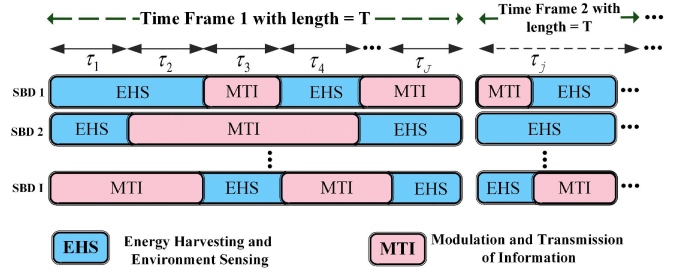 Time Frame 1 with length = T
Time Frame 2 with
length = T
τ1 τ2 τ3 τ4 τJ τj
SBD 1 EHS MTI EHS MTI MTI EHS
SBD 2 EHS MTI EHS EHS
SBD I MTI EHS MTI EHS EHS MTI
EHS Energy Harvesting and
Environment Sensing
MTI Modulation and Transmission
of Information